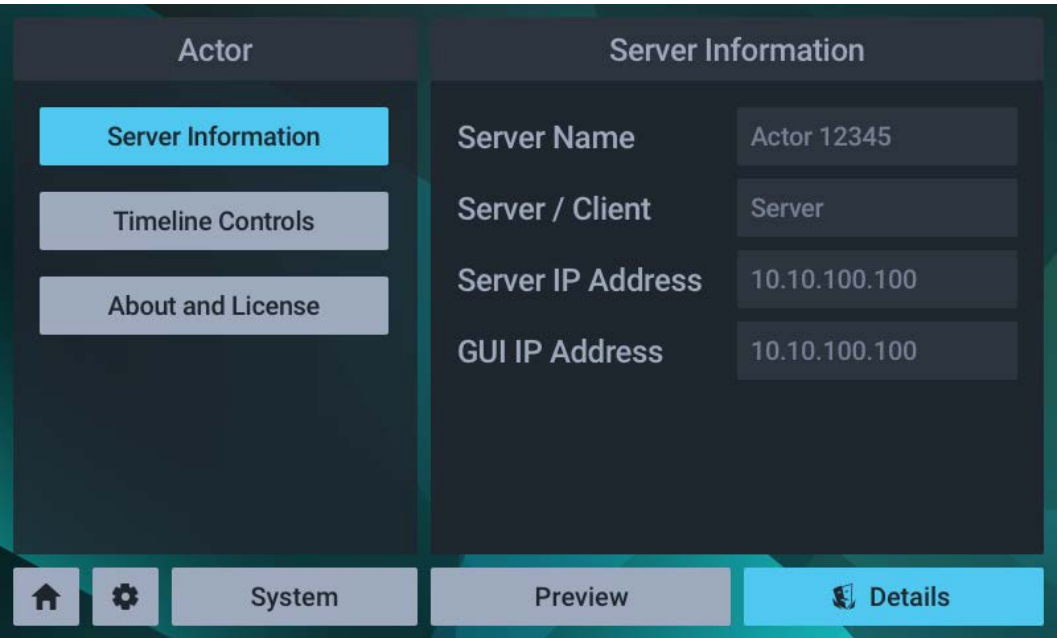 Actor
Server Information
Timeline Controls
About and License
Server Information
Server Name Actor 12345
Server / Client Server
Server IP Address 10.10.100.100
GUI IP Address 10.10.100.100
System Preview Details